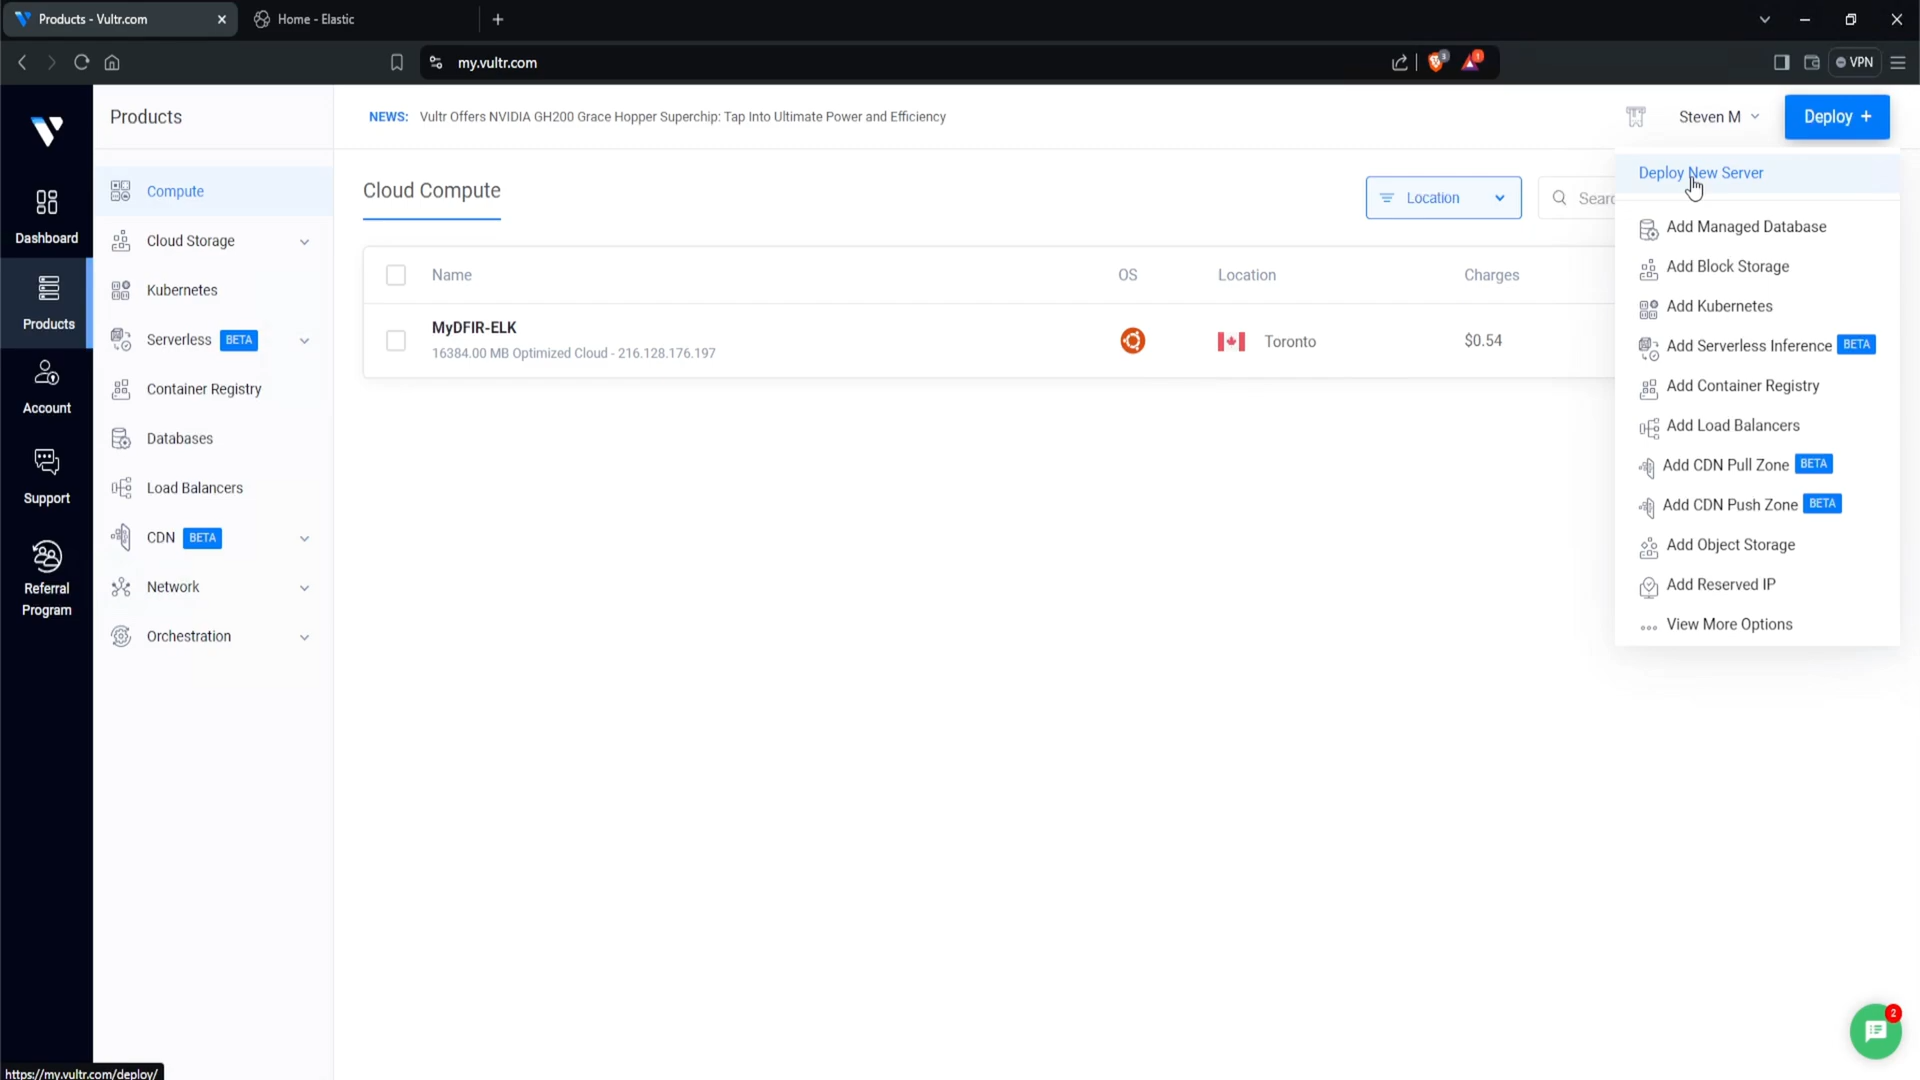 Products - Vultr.com
Home - Elastic
my.vultr.com
3
1
VPN
Products
NEWS: Vultr Offers NVIDIA GH200 Grace Hopper Superchip: Tap Into Ultimate Power and Efficiency
Steven M
Deploy +
Dashboard
Products
Account
Support
Referral
Program
Compute
Cloud Storage
Kubernetes
Serverless BETA
Container Registry
Databases
Load Balancers
CDN BETA
Network
Orchestration
Cloud Compute
Location
Name
OS
Location
Charges
MyDFIR-ELK
16384.00 MB Optimized Cloud - 216.128.176.197
Toronto
$0.54
Deploy New Server
Add Managed Database
Add Block Storage
Add Kubernetes
Add Serverless Inference BETA
Add Container Registry
Add Load Balancers
Add CDN Pull Zone BETA
Add CDN Push Zone BETA
Add Object Storage
Add Reserved IP
View More Options
2
https://my.vultr.com/deploy/